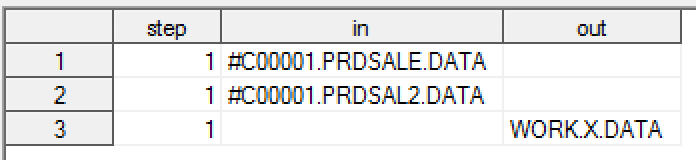 step in out
1 1 #C00001.PRDSALE.DATA
2 1 #C00001.PRDSAL2.DATA
3 1 WORK.X.DATA